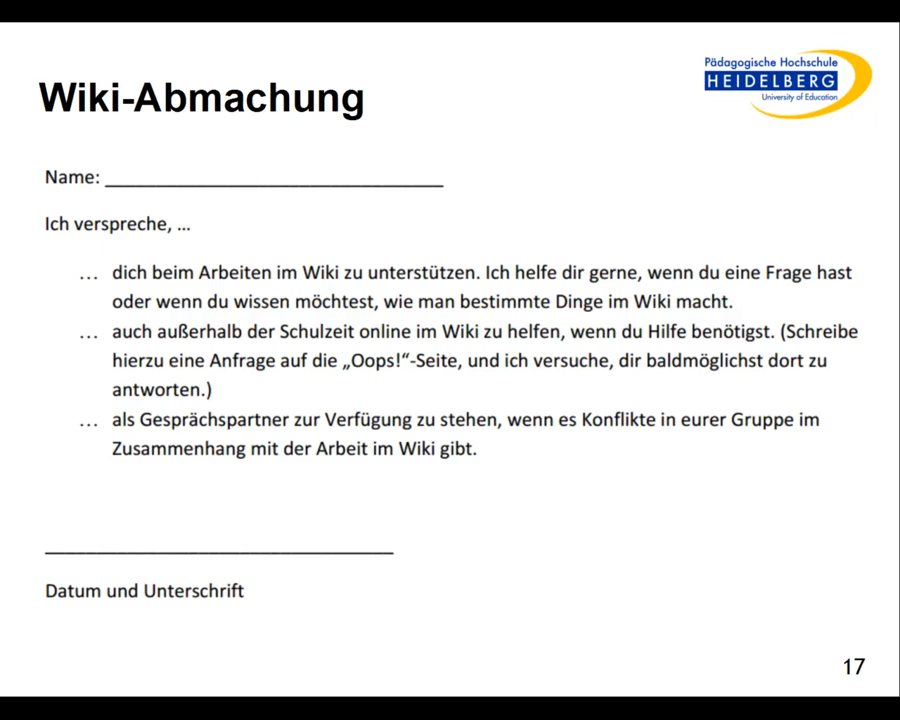 Pädagogische Hochschule
HEIDELBERG
University of Education
Wiki-Abmachung
Name: ___________________________________
Ich verspreche, ...
... dich beim Arbeiten im Wiki zu unterstützen. Ich helfe dir gerne, wenn du eine Frage hast
oder wenn du wissen möchtest, wie man bestimmte Dinge im Wiki macht.
... auch außerhalb der Schulzeit online im Wiki zu helfen, wenn du Hilfe benötigst. (Schreibe
hierzu eine Anfrage auf die „Oops!“-Seite, und ich versuche, dir baldmöglichst dort zu
antworten.)
... als Gesprächspartner zur Verfügung zu stehen, wenn es Konflikte in eurer Gruppe im
Zusammenhang mit der Arbeit im Wiki gibt.
____________________________________
Datum und Unterschrift
17